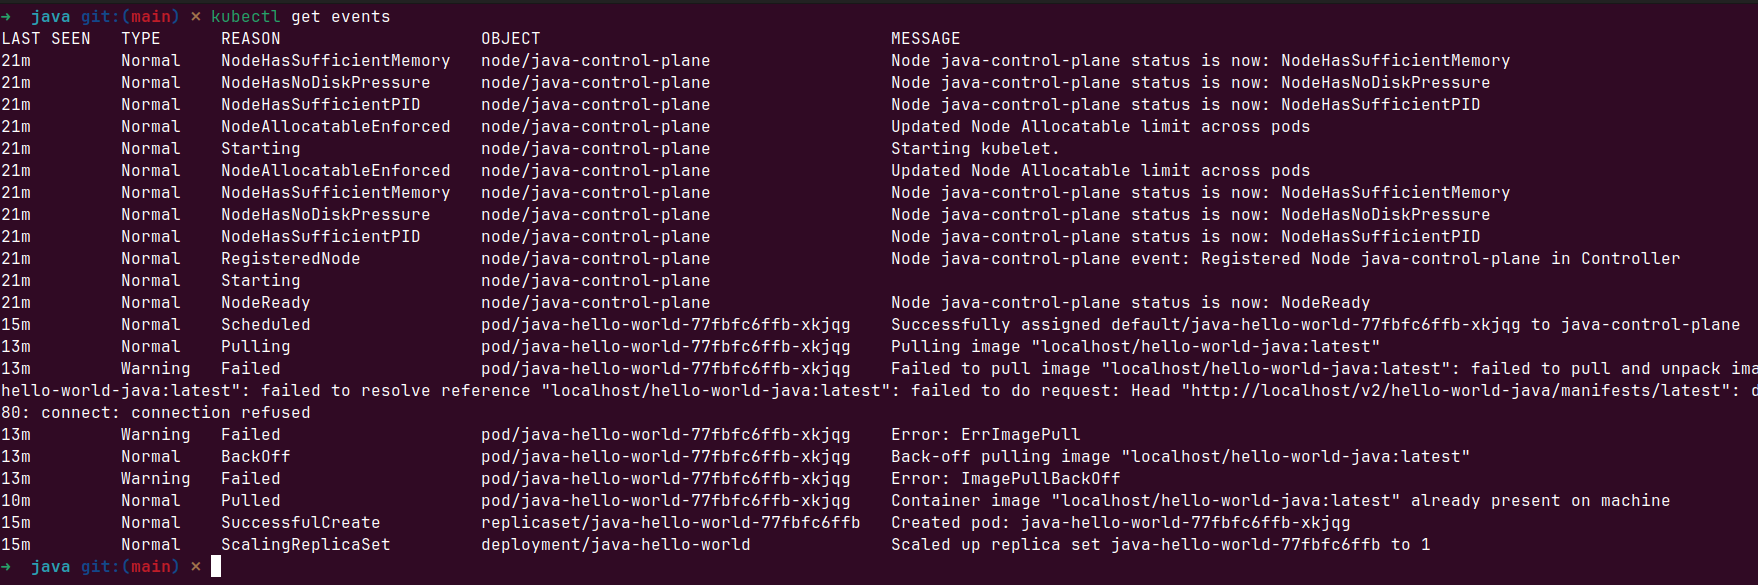 ➜  java git:(main) ✗ kubectl get events
LAST SEEN   TYPE      REASON                    OBJECT                                   MESSAGE
21m         Normal    NodeHasSufficientMemory   node/java-control-plane                  Node java-control-plane status is now: NodeHasSufficientMemory
21m         Normal    NodeHasNoDiskPressure     node/java-control-plane                  Node java-control-plane status is now: NodeHasNoDiskPressure
21m         Normal    NodeHasSufficientPID      node/java-control-plane                  Node java-control-plane status is now: NodeHasSufficientPID
21m         Normal    NodeAllocatableEnforced   node/java-control-plane                  Updated Node Allocatable limit across pods
21m         Normal    Starting                  node/java-control-plane                  Starting kubelet.
21m         Normal    NodeAllocatableEnforced   node/java-control-plane                  Updated Node Allocatable limit across pods
21m         Normal    NodeHasSufficientMemory   node/java-control-plane                  Node java-control-plane status is now: NodeHasSufficientMemory
21m         Normal    NodeHasNoDiskPressure     node/java-control-plane                  Node java-control-plane status is now: NodeHasNoDiskPressure
21m         Normal    NodeHasSufficientPID      node/java-control-plane                  Node java-control-plane status is now: NodeHasSufficientPID
21m         Normal    RegisteredNode            node/java-control-plane                  Node java-control-plane event: Registered Node java-control-plane in Controller
21m         Normal    Starting                  node/java-control-plane
21m         Normal    NodeReady                 node/java-control-plane                  Node java-control-plane status is now: NodeReady
15m         Normal    Scheduled                 pod/java-hello-world-77fbfc6ffb-xkjqg    Successfully assigned default/java-hello-world-77fbfc6ffb-xkjqg to java-control-plane
13m         Normal    Pulling                   pod/java-hello-world-77fbfc6ffb-xkjqg    Pulling image "localhost/hello-world-java:latest"
13m         Warning   Failed                    pod/java-hello-world-77fbfc6ffb-xkjqg    Failed to pull image "localhost/hello-world-java:latest": failed to pull and unpack ima
hello-world-java:latest": failed to resolve reference "localhost/hello-world-java:latest": failed to do request: Head "http://localhost/v2/hello-world-java/manifests/latest": d
80: connect: connection refused
13m         Warning   Failed                    pod/java-hello-world-77fbfc6ffb-xkjqg    Error: ErrImagePull
13m         Normal    BackOff                   pod/java-hello-world-77fbfc6ffb-xkjqg    Back-off pulling image "localhost/hello-world-java:latest"
13m         Warning   Failed                    pod/java-hello-world-77fbfc6ffb-xkjqg    Error: ImagePullBackOff
10m         Normal    Pulled                    pod/java-hello-world-77fbfc6ffb-xkjqg    Container image "localhost/hello-world-java:latest" already present on machine
15m         Normal    SuccessfulCreate          replicaset/java-hello-world-77fbfc6ffb   Created pod: java-hello-world-77fbfc6ffb-xkjqg
15m         Normal    ScalingReplicaSet         deployment/java-hello-world              Scaled up replica set java-hello-world-77fbfc6ffb to 1
➜  java git:(main) ✗